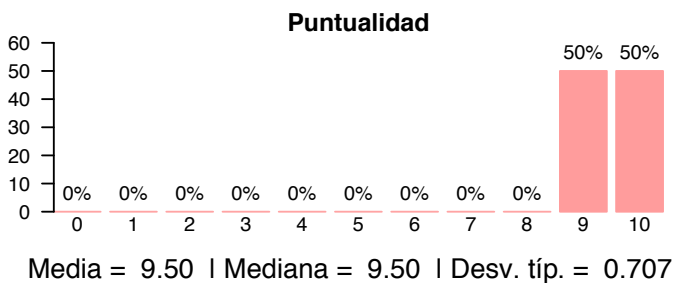 Puntualidad
60
50
40
30
20
10
0
50% 50%
0% 0% 0% 0% 0% 0% 0% 0% 0%
0 1 2 3 4 5 6 7 8 9 10
Media = 9.50 | Mediana = 9.50 | Desv. típ. = 0.707